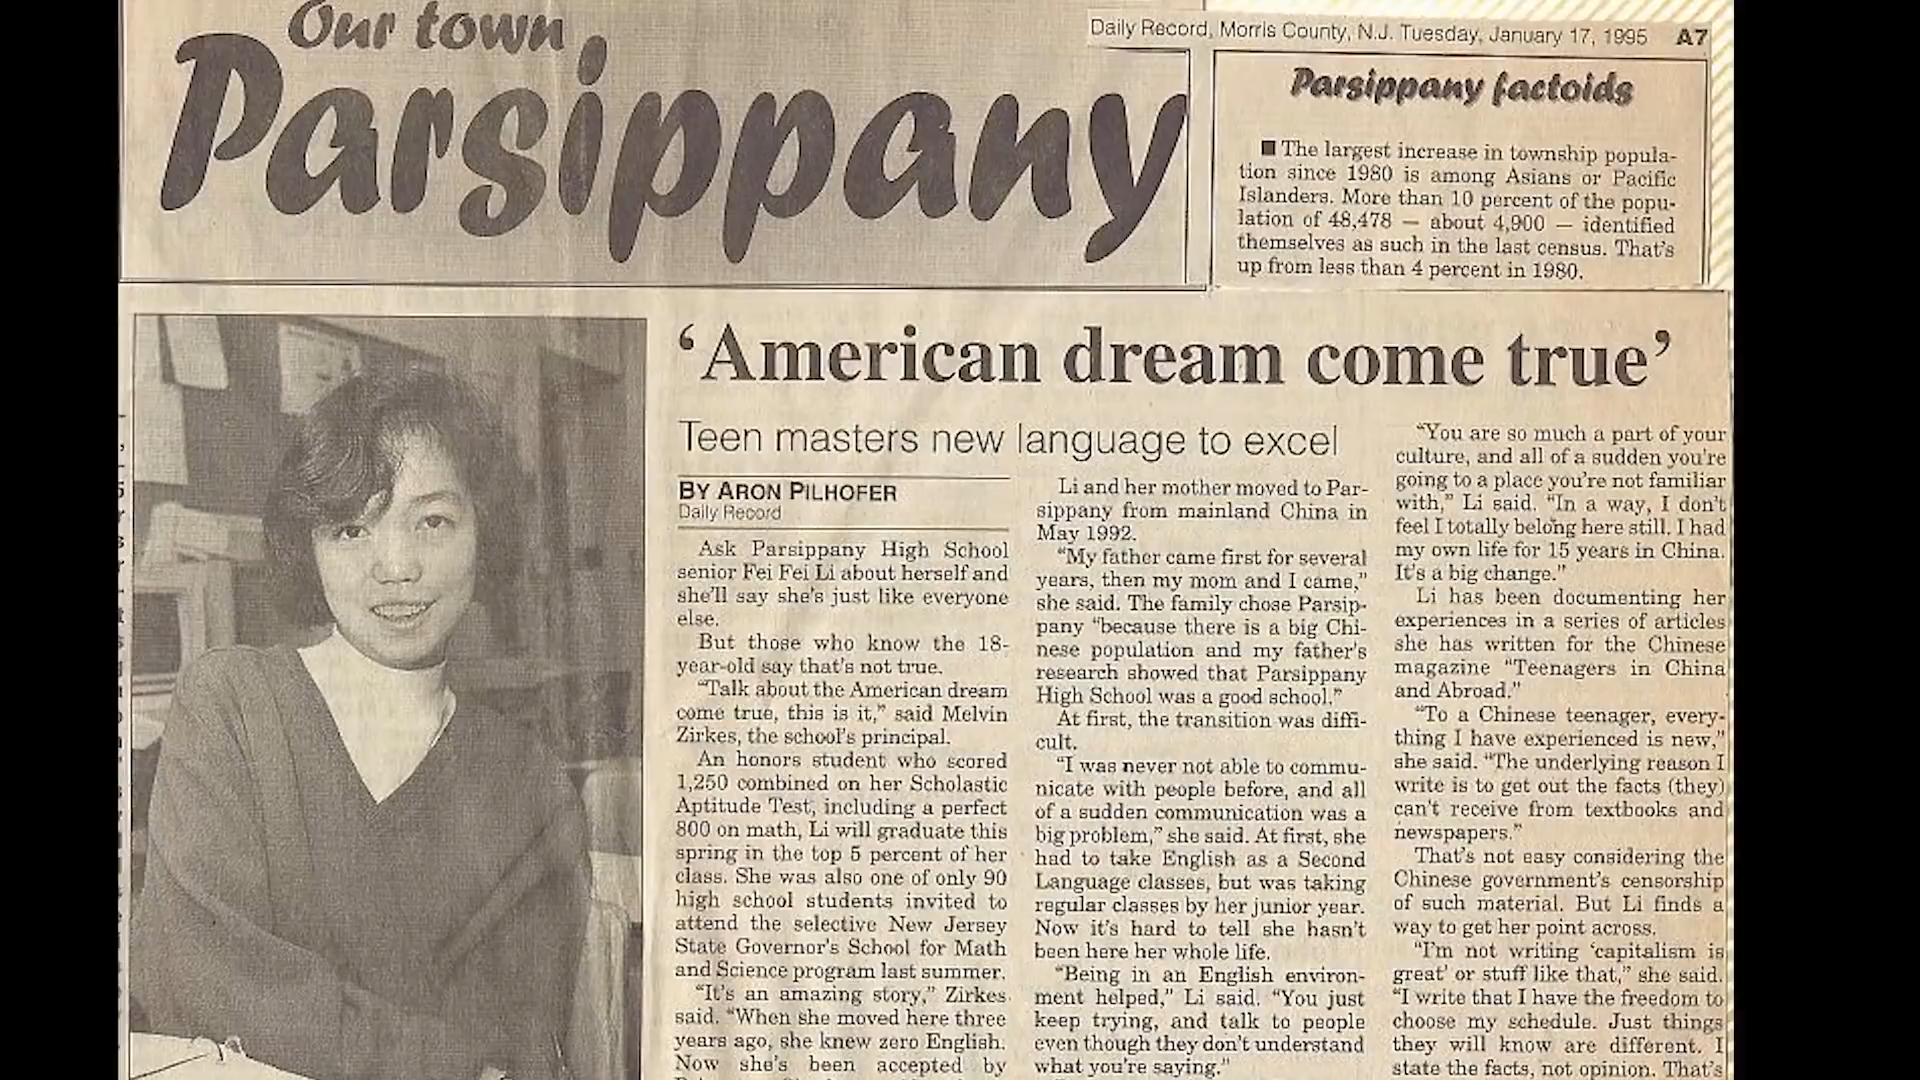 Our town
Parsippany
Daily Record, Morris County, N.J. Tuesday, January 17, 1995 A7
Parsippany factoids
■ The largest increase in township popula-
tion since 1980 is among Asians or Pacific
Islanders. More than 10 percent of the popu-
lation of 48,478 — about 4,900 — identified
themselves as such in the last census. That's
up from less than 4 percent in 1980.
‘American dream come true’
Teen masters new language to excel
BY ARON PILHOFER
Daily Record
Ask Parsippany High School
senior Fei Fei Li about herself and
she'll say she's just like everyone
else.
But those who know the 18-
year-old say that's not true.
“Talk about the American dream
come true, this is it,” said Melvin
Zirkes, the school's principal.
An honors student who scored
1,250 combined on her Scholastic
Aptitude Test, including a perfect
800 on math, Li will graduate this
spring in the top 5 percent of her
class. She was also one of only 90
high school students invited to
attend the selective New Jersey
State Governor's School for Math
and Science program last summer.
“It's an amazing story,” Zirkes
said. “When she moved here three
years ago, she knew zero English.
Now she's been accepted by
Li and her mother moved to Par-
sippany from mainland China in
May 1992.
“My father came first for several
years, then my mom and I came,”
she said. The family chose Parsip-
pany “because there is a big Chi-
nese population and my father's
research showed that Parsippany
High School was a good school.”
At first, the transition was diffi-
cult.
“I was never not able to commu-
nicate with people before, and all
of a sudden communication was a
big problem,” she said. At first, she
had to take English as a Second
Language classes, but was taking
regular classes by her junior year.
Now it's hard to tell she hasn't
been here her whole life.
“Being in an English environ-
ment helped,” Li said. “You just
keep trying, and talk to people
even though they don't understand
what you're saying.”
“You are so much a part of your
culture, and all of a sudden you're
going to a place you're not familiar
with,” Li said. “In a way, I don't
feel I totally belong here still. I had
my own life for 15 years in China.
It's a big change.”
Li has been documenting her
experiences in a series of articles
she has written for the Chinese
magazine “Teenagers in China
and Abroad.”
“To a Chinese teenager, every-
thing I have experienced is new,”
she said. “The underlying reason I
write is to get out the facts (they)
can't receive from textbooks and
newspapers.”
That's not easy considering the
Chinese government's censorship
of such material. But Li finds a
way to get her point across.
“I'm not writing ‘capitalism is
great’ or stuff like that,” she said.
“I write that I have the freedom to
choose my schedule. Just things
they will know are different. I
state the facts, not opinion. That's